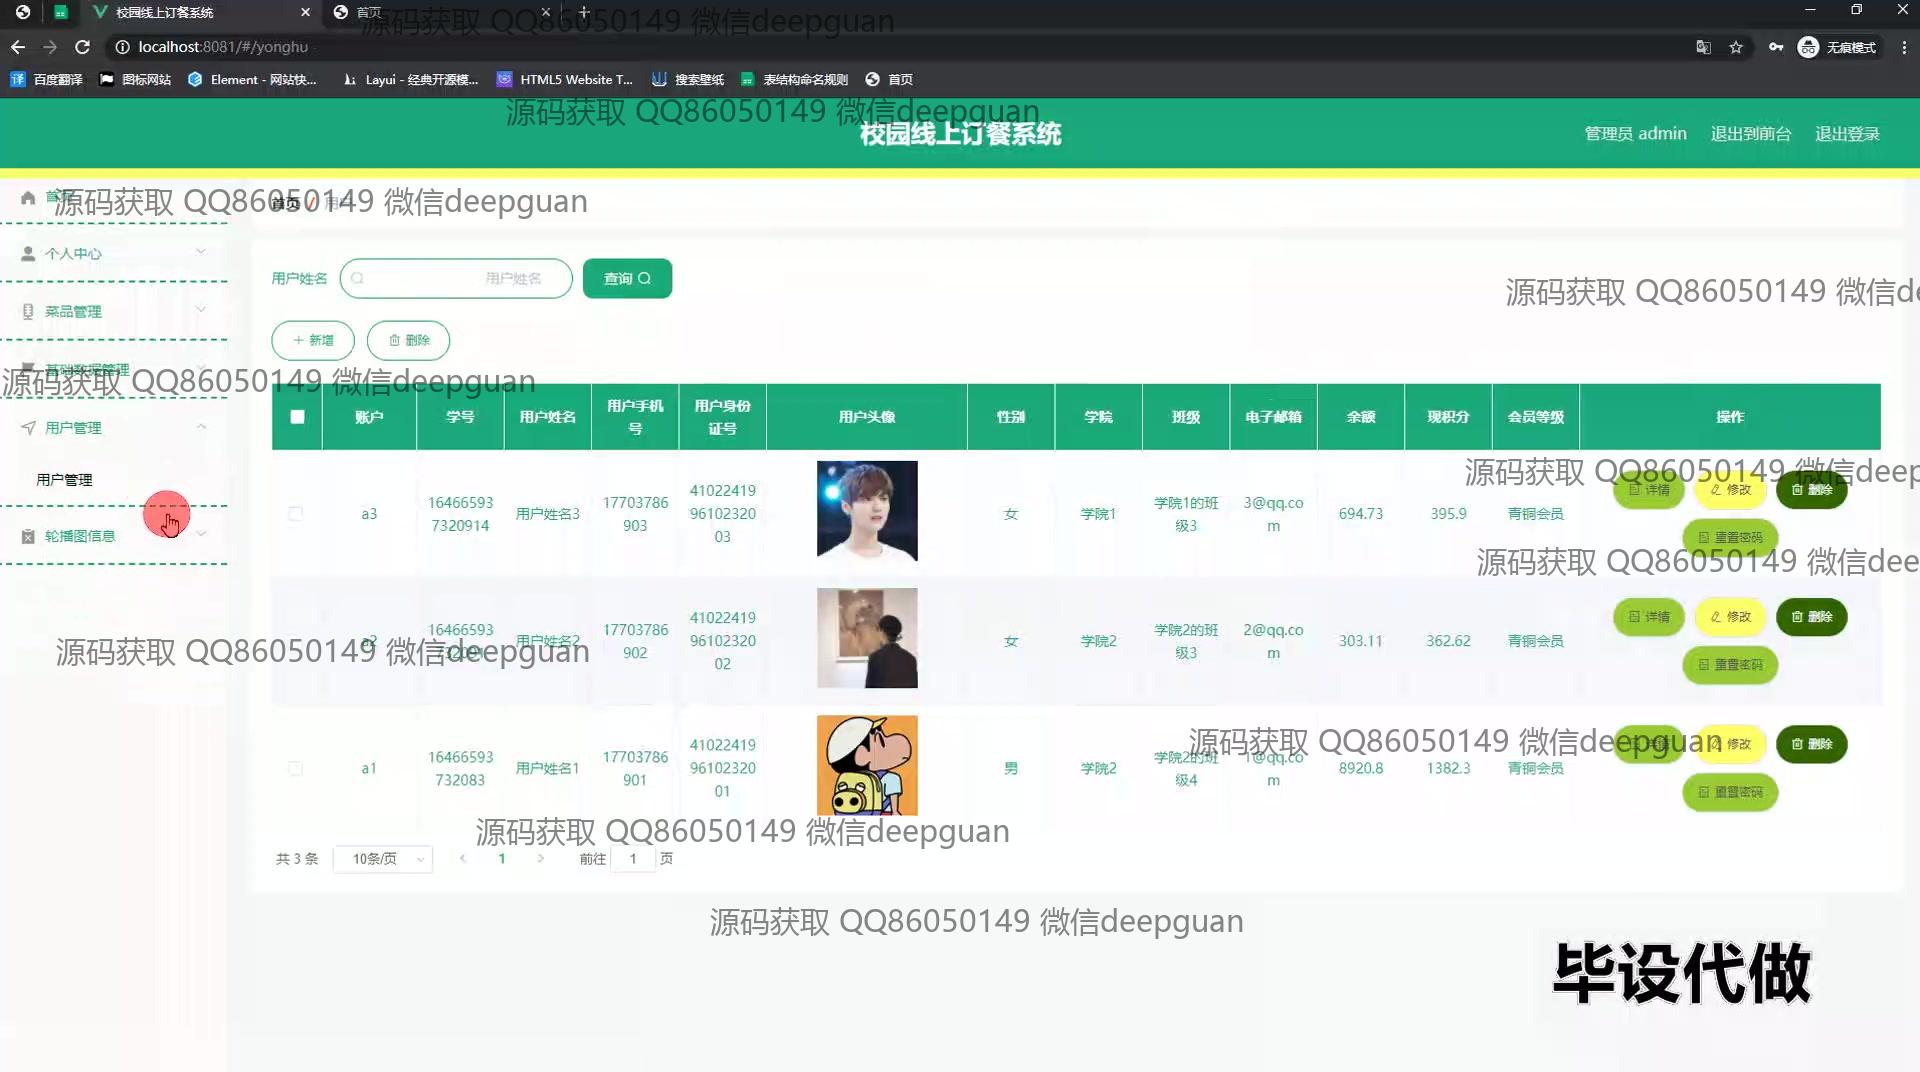 校园线上订餐系统
首页
源码获取 QQ86050149 微信deepguan
localhost:8081/#/yonghu
无痕模式
百度翻译
图标网站
Element - 网站快...
Layui - 经典开源模...
HTML5 Website T...
搜索壁纸
表结构命名规则
首页
源码获取 QQ86050149 微信deepguan
校园线上订餐系统
管理员 admin
退出到前台
退出登录
首页
源码获取 QQ86050149 微信deepguan
首页 / 用户
个人中心
菜品管理
基础数据管理
源码获取 QQ86050149 微信deepguan
用户管理
用户管理
轮播图信息
用户姓名
用户姓名
查询
源码获取 QQ86050149 微信de
新增
删除
账户 学号 用户姓名 用户手机号 用户身份证号 用户头像 性别 学院 班级 电子邮箱 余额 现积分 会员等级 操作
源码获取 QQ86050149 微信deep
a3 164665937320914 用户姓名3 17703786903 410224199610232003 女 学院1 学院1的班级3 3@qq.com 694.73 395.9 青铜会员
详情 修改 删除
重置密码
源码获取 QQ86050149 微信dee
a2 用户姓名2 17703786902 410224199610232002 女 学院2 学院2的班级3 2@qq.com 303.11 362.62 青铜会员
详情 修改 删除
重置密码
源码获取 QQ86050149 微信deepguan
源码获取 QQ86050149 微信deepguan
a1 16466593732083 用户姓名1 17703786901 410224199610232001 男 学院2 学院2的班级4 1@qq.com 8920.8 1382.3 青铜会员
修改 删除
重置密码
源码获取 QQ86050149 微信deepguan
共 3 条 10条/页 1 前往 1 页
源码获取 QQ86050149 微信deepguan
毕设代做